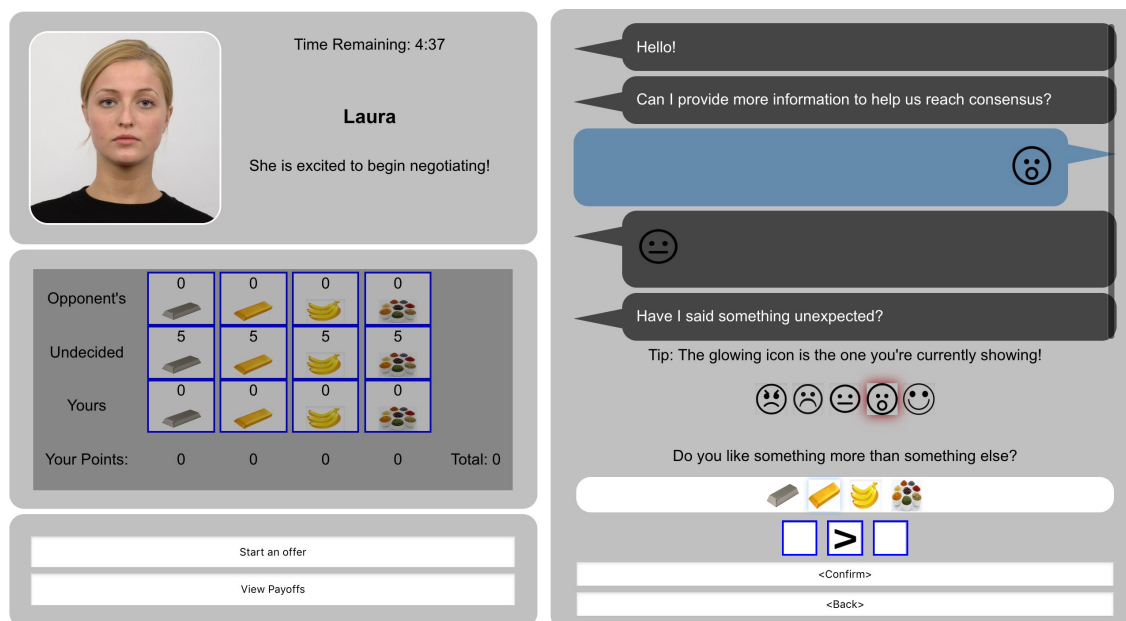 Time Remaining: 4:37
Laura
She is excited to begin negotiating!
Opponent's 0 0 0 0
Undecided 5 5 5 5
Yours 0 0 0 0
Your Points: 0 0 0 0 Total: 0
Start an offer
View Payoffs
Hello!
Can I provide more information to help us reach consensus?
Have I said something unexpected?
Tip: The glowing icon is the one you're currently showing!
Do you like something more than something else?
>
<Confirm>
<Back>